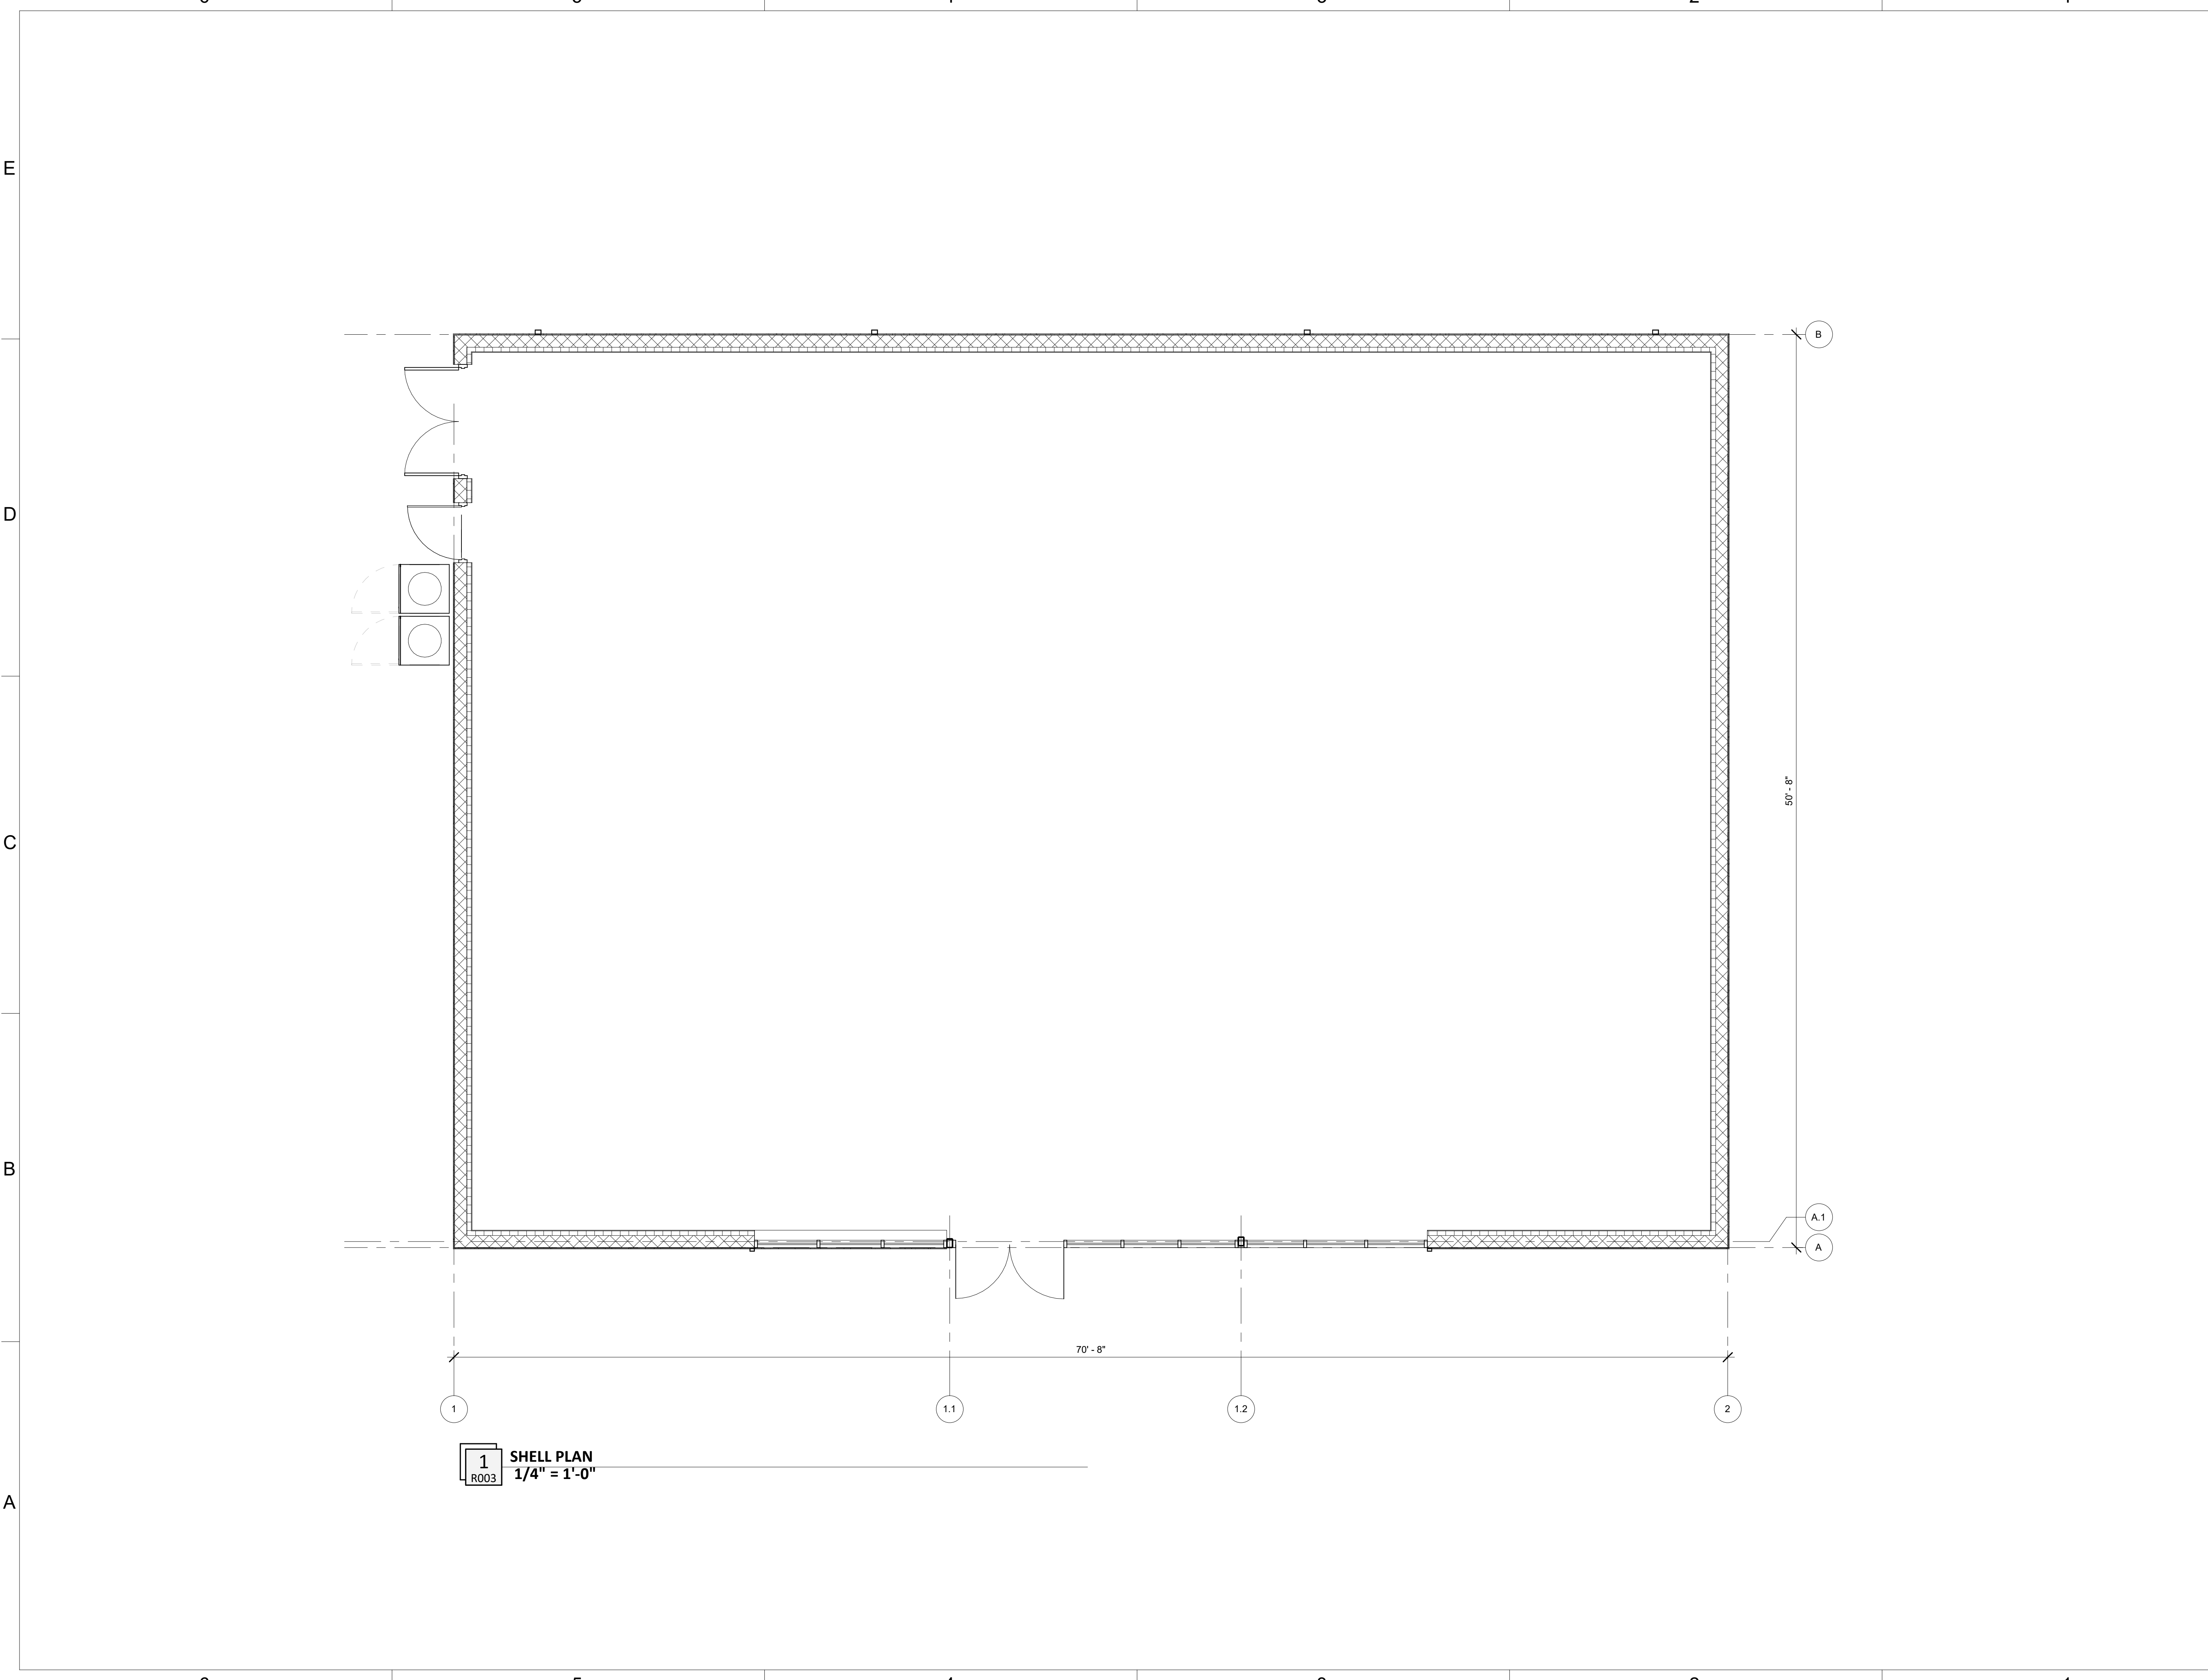 E
D
C
B
A
B
50' - 8"
A.1
A
70' - 8"
1
1.1
1.2
2
1
R003
SHELL PLAN
1/4" = 1'-0"